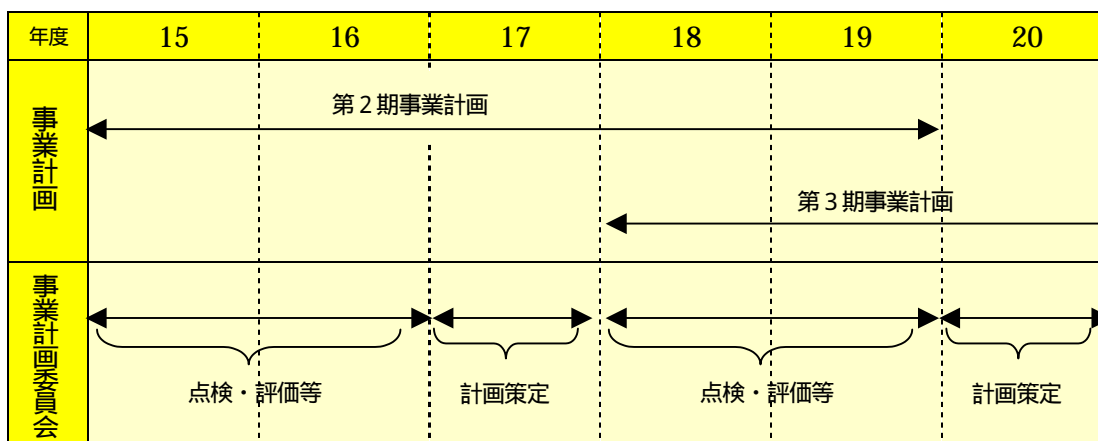 年度 15 16 17 18 19 20
事業計画
第2期事業計画
第3期事業計画
事業計画委員会
点検・評価等 計画策定 点検・評価等 計画策定